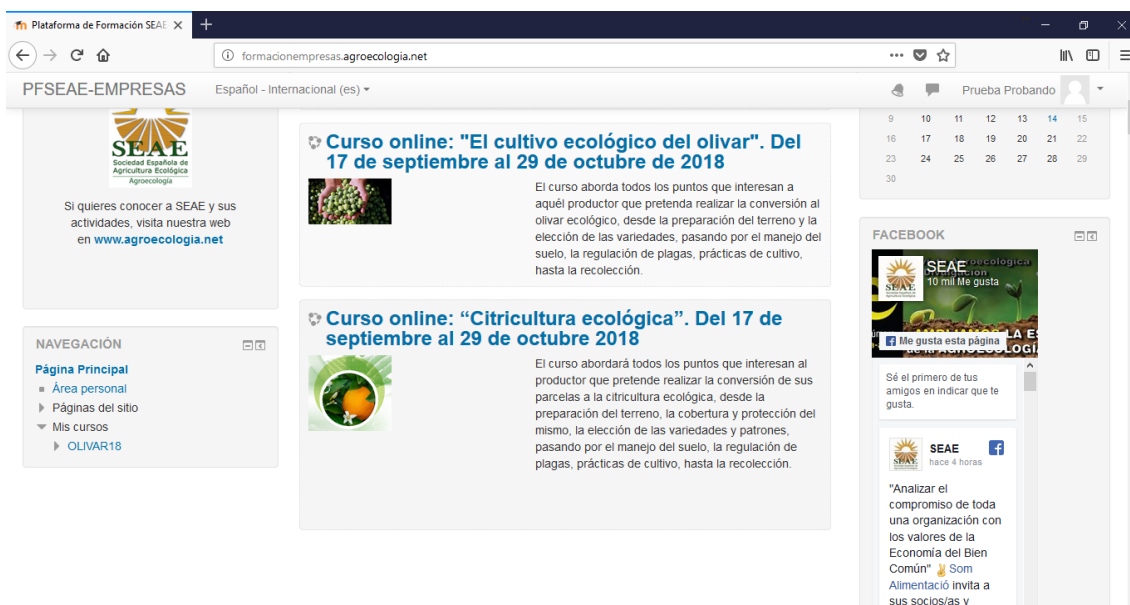 Plataforma de Formación SEAE
formacionempresas.agroecologia.net
PFSEAE-EMPRESAS
Español - Internacional (es)
Prueba Probando
SEAE
Sociedad Española de
Agricultura Ecológica
Agroecología
Si quieres conocer a SEAE y sus
actividades, visita nuestra web
en www.agroecologia.net
NAVEGACIÓN
Página Principal
Área personal
Páginas del sitio
Mis cursos
OLIVAR18
Curso online: "El cultivo ecológico del olivar". Del
17 de septiembre al 29 de octubre de 2018
El curso aborda todos los puntos que interesan a
aquél productor que pretenda realizar la conversión al
olivar ecológico, desde la preparación del terreno y la
elección de las variedades, pasando por el manejo del
suelo, la regulación de plagas, prácticas de cultivo,
hasta la recolección.
Curso online: “Citricultura ecológica”. Del 17 de
septiembre al 29 de octubre 2018
El curso abordará todos los puntos que interesan al
productor que pretende realizar la conversión de sus
parcelas a la citricultura ecológica, desde la
preparación del terreno, la cobertura y protección del
mismo, la elección de las variedades y patrones,
pasando por el manejo del suelo, la regulación de
plagas, prácticas de cultivo, hasta la recolección.
9 10 11 12 13 14 15
16 17 18 19 20 21 22
23 24 25 26 27 28 29
30
FACEBOOK
SEAE
10 mil Me gusta
Me gusta esta página
Sé el primero de tus
amigos en indicar que te
gusta.
SEAE
hace 4 horas
"Analizar el
compromiso de toda
una organización con
los valores de la
Economía del Bien
Común" ✌ Som
Alimentació invita a
sus socios/as y